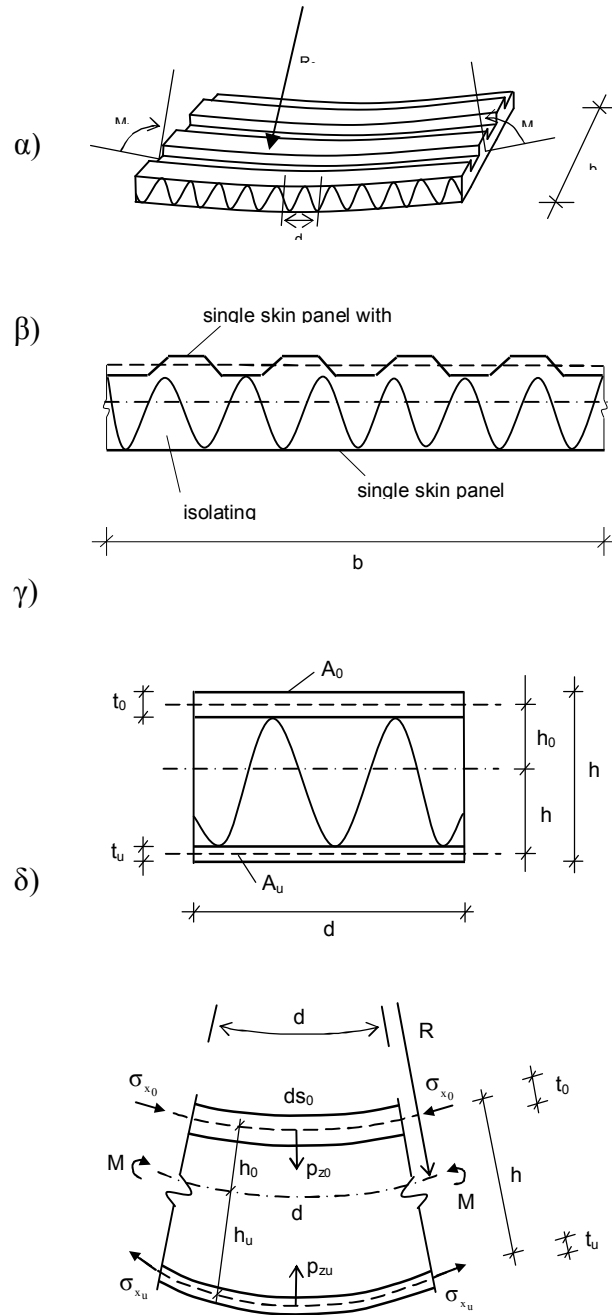 α)
M
M
b
d
β)
single skin panel with
single skin panel
isolating
b
γ)
A0
t0
h0
h
h
tu
Au
d
δ)
d
R
σx0
ds0
σx0
t0
M
h0
pz0
M
h
d
hu
pzu
tu
σxu
σxu